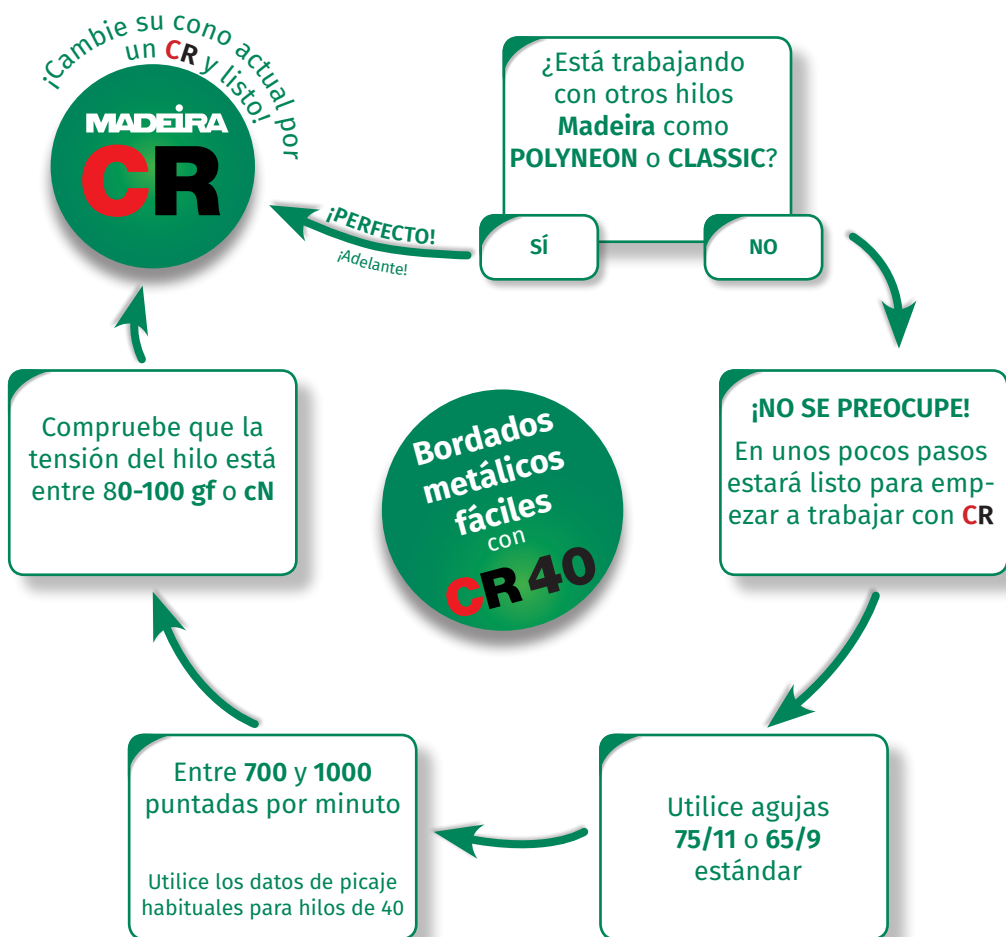 ¡Cambie su cono actual por
un CR y listo!
MADEIRA
CR
¿Está trabajando
con otros hilos
Madeira como
POLYNEON o CLASSIC?
SÍ
NO
¡PERFECTO!
¡Adelante!
¡NO SE PREOCUPE!
En unos pocos pasos
estará listo para emp-
ezar a trabajar con CR
Utilice agujas
75/11 o 65/9
estándar
Entre 700 y 1000
puntadas por minuto
Utilice los datos de picaje
habituales para hilos de 40
Compruebe que la
tensión del hilo está
entre 80-100 gf o cN
Bordados
metálicos
fáciles
con
CR 40